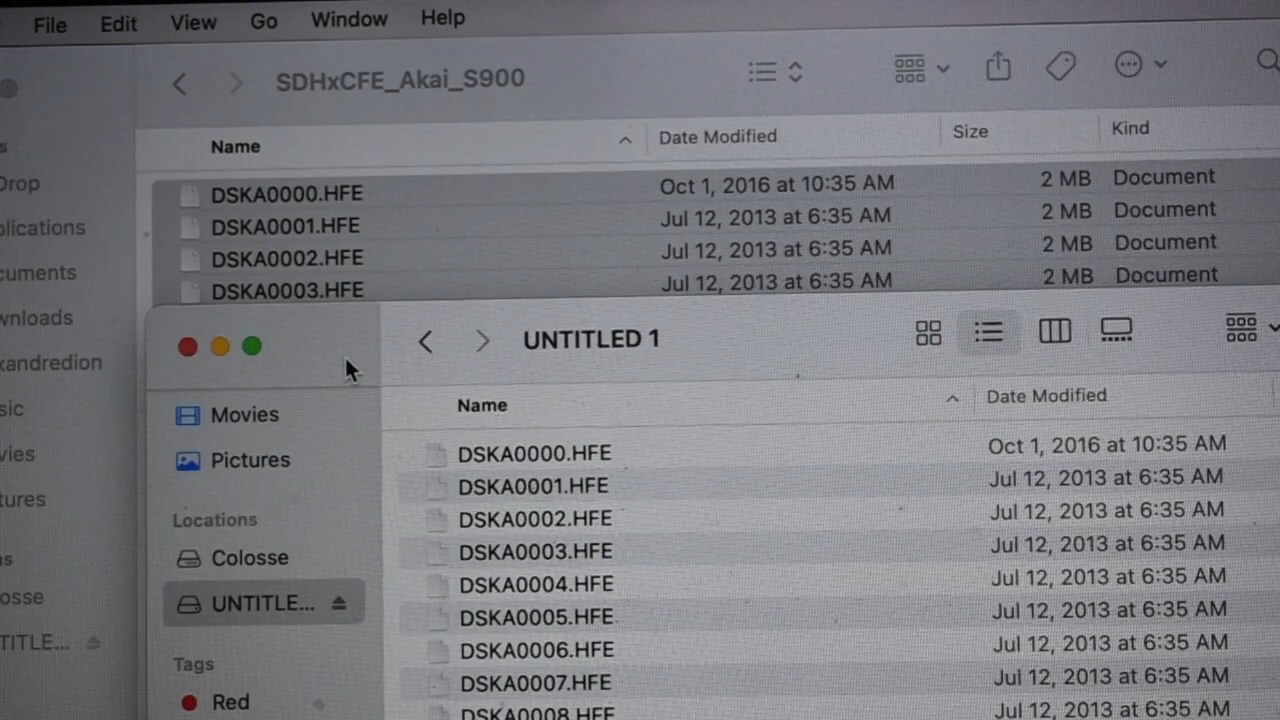 File Edit View Go Window Help
SDHxCFE_Akai_S900
Name Date Modified Size Kind
DSKA0000.HFE Oct 1, 2016 at 10:35 AM 2 MB Document
DSKA0001.HFE Jul 12, 2013 at 6:35 AM 2 MB Document
DSKA0002.HFE Jul 12, 2013 at 6:35 AM 2 MB Document
DSKA0003.HFE Jul 12, 2013 at 6:35 AM 2 MB Document
s
Drop
plications
cuments
wnloads
xandredion
sic
vies
tures
ns
osse
TITLE...
UNTITLED 1
Movies
Pictures
Locations
Colosse
UNTITLE...
Tags
Red
Name Date Modified
DSKA0000.HFE Oct 1, 2016 at 10:35 AM
DSKA0001.HFE Jul 12, 2013 at 6:35 AM
DSKA0002.HFE Jul 12, 2013 at 6:35 AM
DSKA0003.HFE Jul 12, 2013 at 6:35 AM
DSKA0004.HFE Jul 12, 2013 at 6:35 AM
DSKA0005.HFE Jul 12, 2013 at 6:35 AM
DSKA0006.HFE Jul 12, 2013 at 6:35 AM
DSKA0007.HFE Jul 12, 2013 at 6:35 AM
DSKA0008.HFE Jul 12, 2013 at 6:35 AM